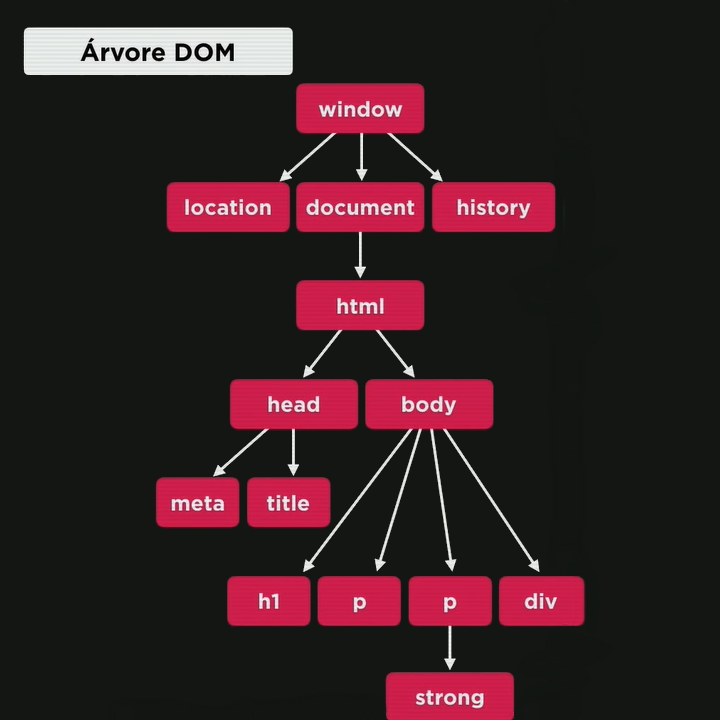 Árvore DOM
window
location document history
html
head body
meta title
h1 p p div
strong